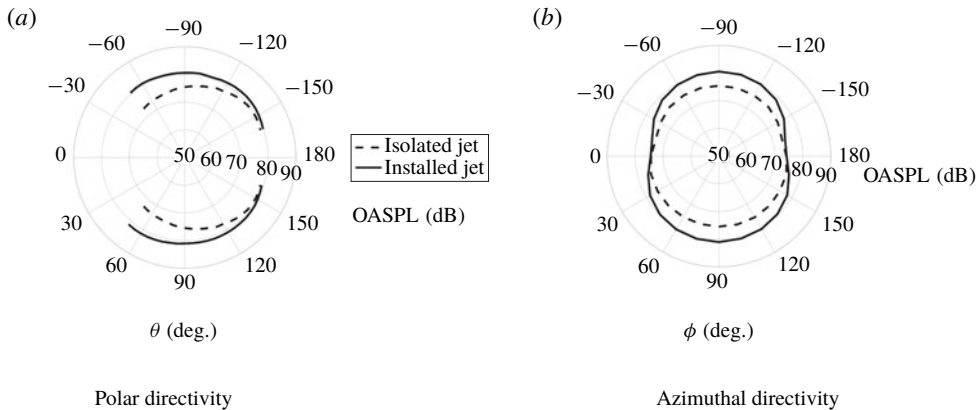 (a)
−90
−60
−120
−30
−150
0
50 60 70 80 90
180
30
150
60
120
90
OASPL (dB)
θ (deg.)
Polar directivity
Isolated jet
Installed jet
(b)
−90
−60
−120
−30
−150
0
50 60 70 80 90
180
OASPL (dB)
30
150
60
120
90
ϕ (deg.)
Azimuthal directivity